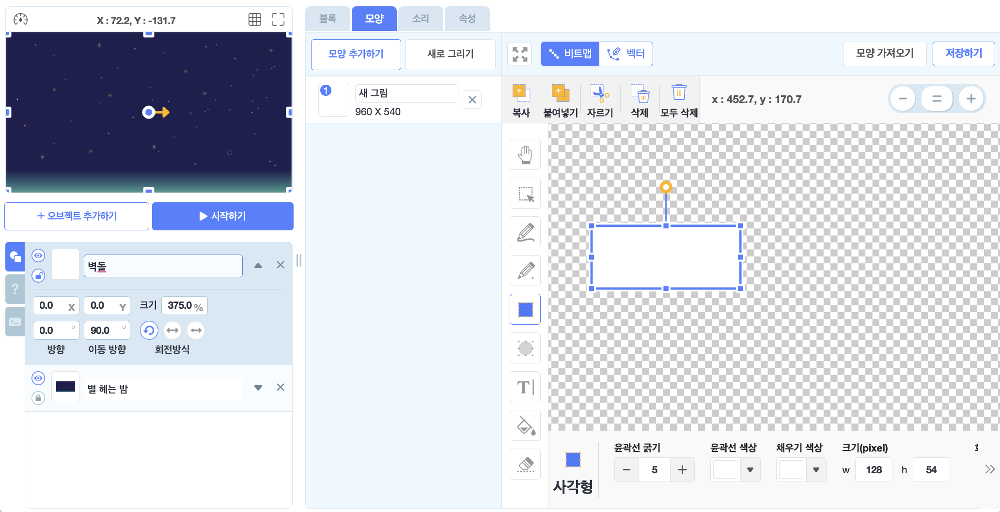 X : 72.2, Y : -131.7
블록
모양
소리
속성
모양 추가하기
새로 그리기
비트맵
벡터
모양 가져오기
저장하기
1
새 그림
960 X 540
복사
붙여넣기
자르기
삭제
모두 삭제
x : 452.7, y : 170.7
+ 오브젝트 추가하기
시작하기
벽돌
0.0 X
0.0 Y
크기
375.0 %
0.0 °
90.0 °
방향
이동 방향
회전방식
별 헤는 밤
?
>_
T
사각형
윤곽선 굵기
5
윤곽선 색상
채우기 색상
크기(pixel)
w 128 h 54